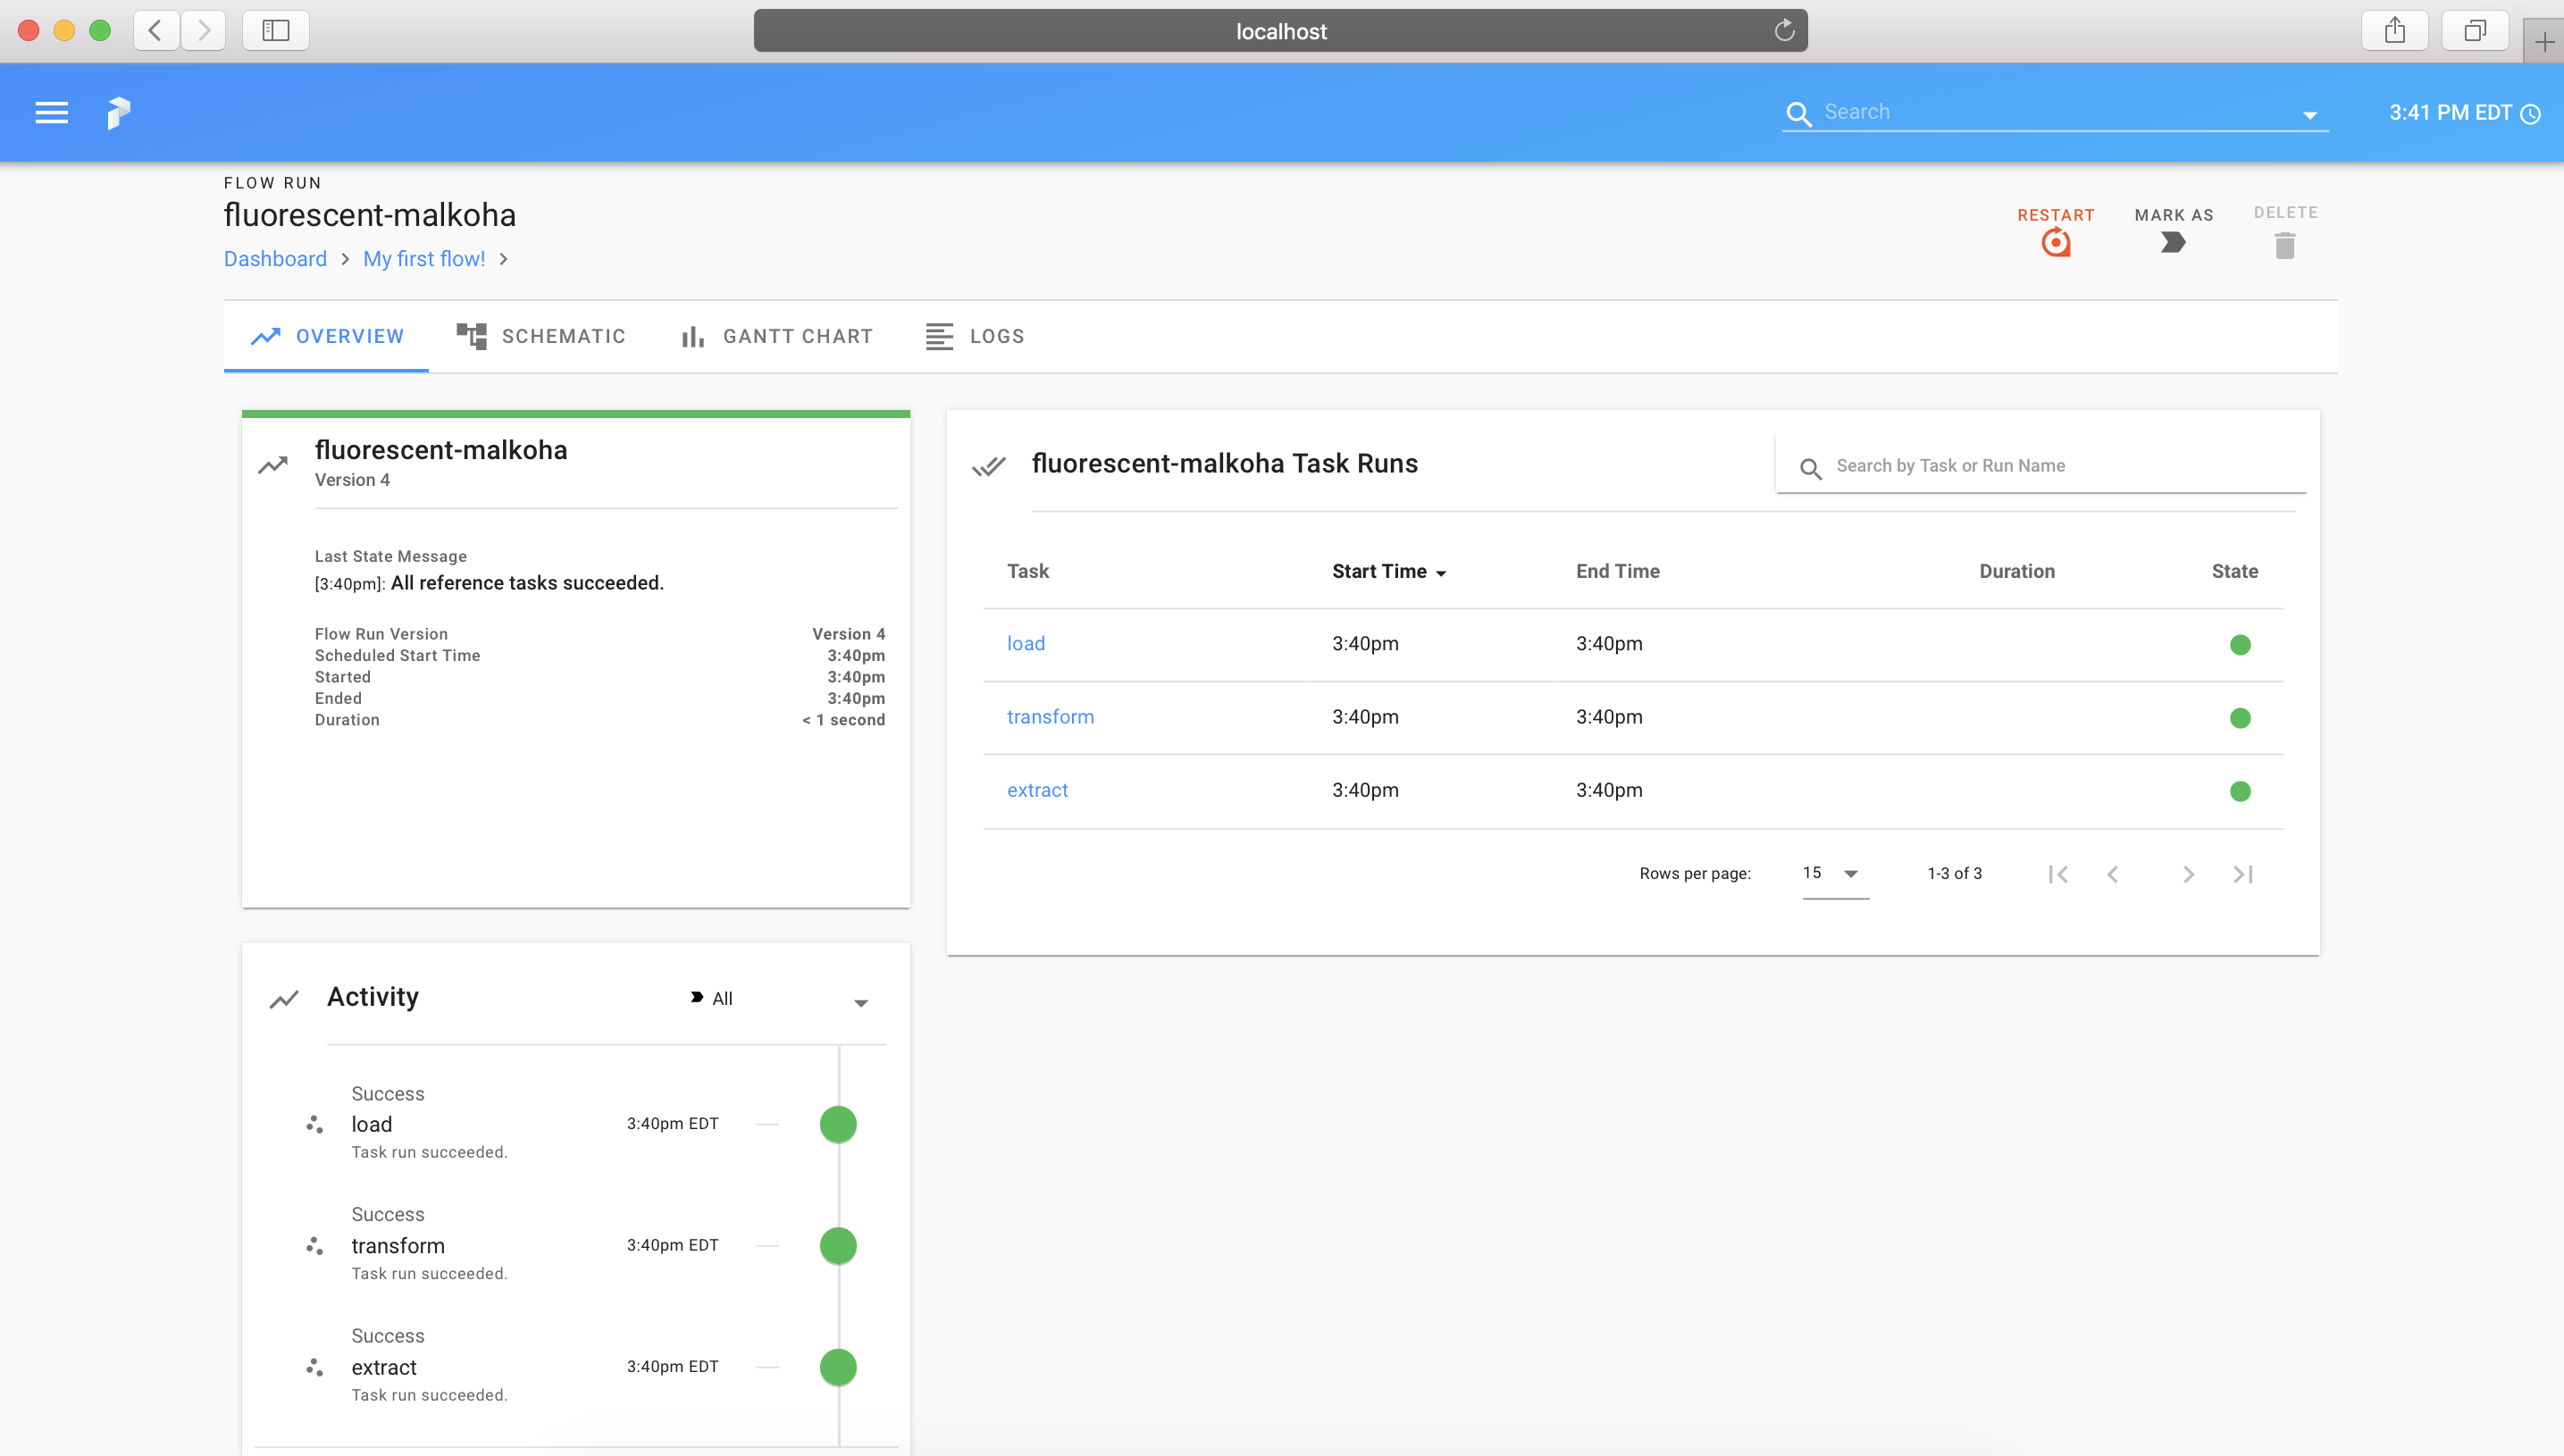 localhost
Search
3:41 PM EDT
FLOW RUN
fluorescent-malkoha
Dashboard > My first flow! >
RESTART MARK AS DELETE
OVERVIEW SCHEMATIC GANTT CHART LOGS
fluorescent-malkoha
Version 4
Last State Message
[3:40pm]: All reference tasks succeeded.
Flow Run Version Version 4
Scheduled Start Time 3:40pm
Started 3:40pm
Ended 3:40pm
Duration < 1 second
fluorescent-malkoha Task Runs
Search by Task or Run Name
Task Start Time End Time Duration State
load 3:40pm 3:40pm
transform 3:40pm 3:40pm
extract 3:40pm 3:40pm
Rows per page: 15 1-3 of 3
Activity All
Success
load 3:40pm EDT
Task run succeeded.
Success
transform 3:40pm EDT
Task run succeeded.
Success
extract 3:40pm EDT
Task run succeeded.